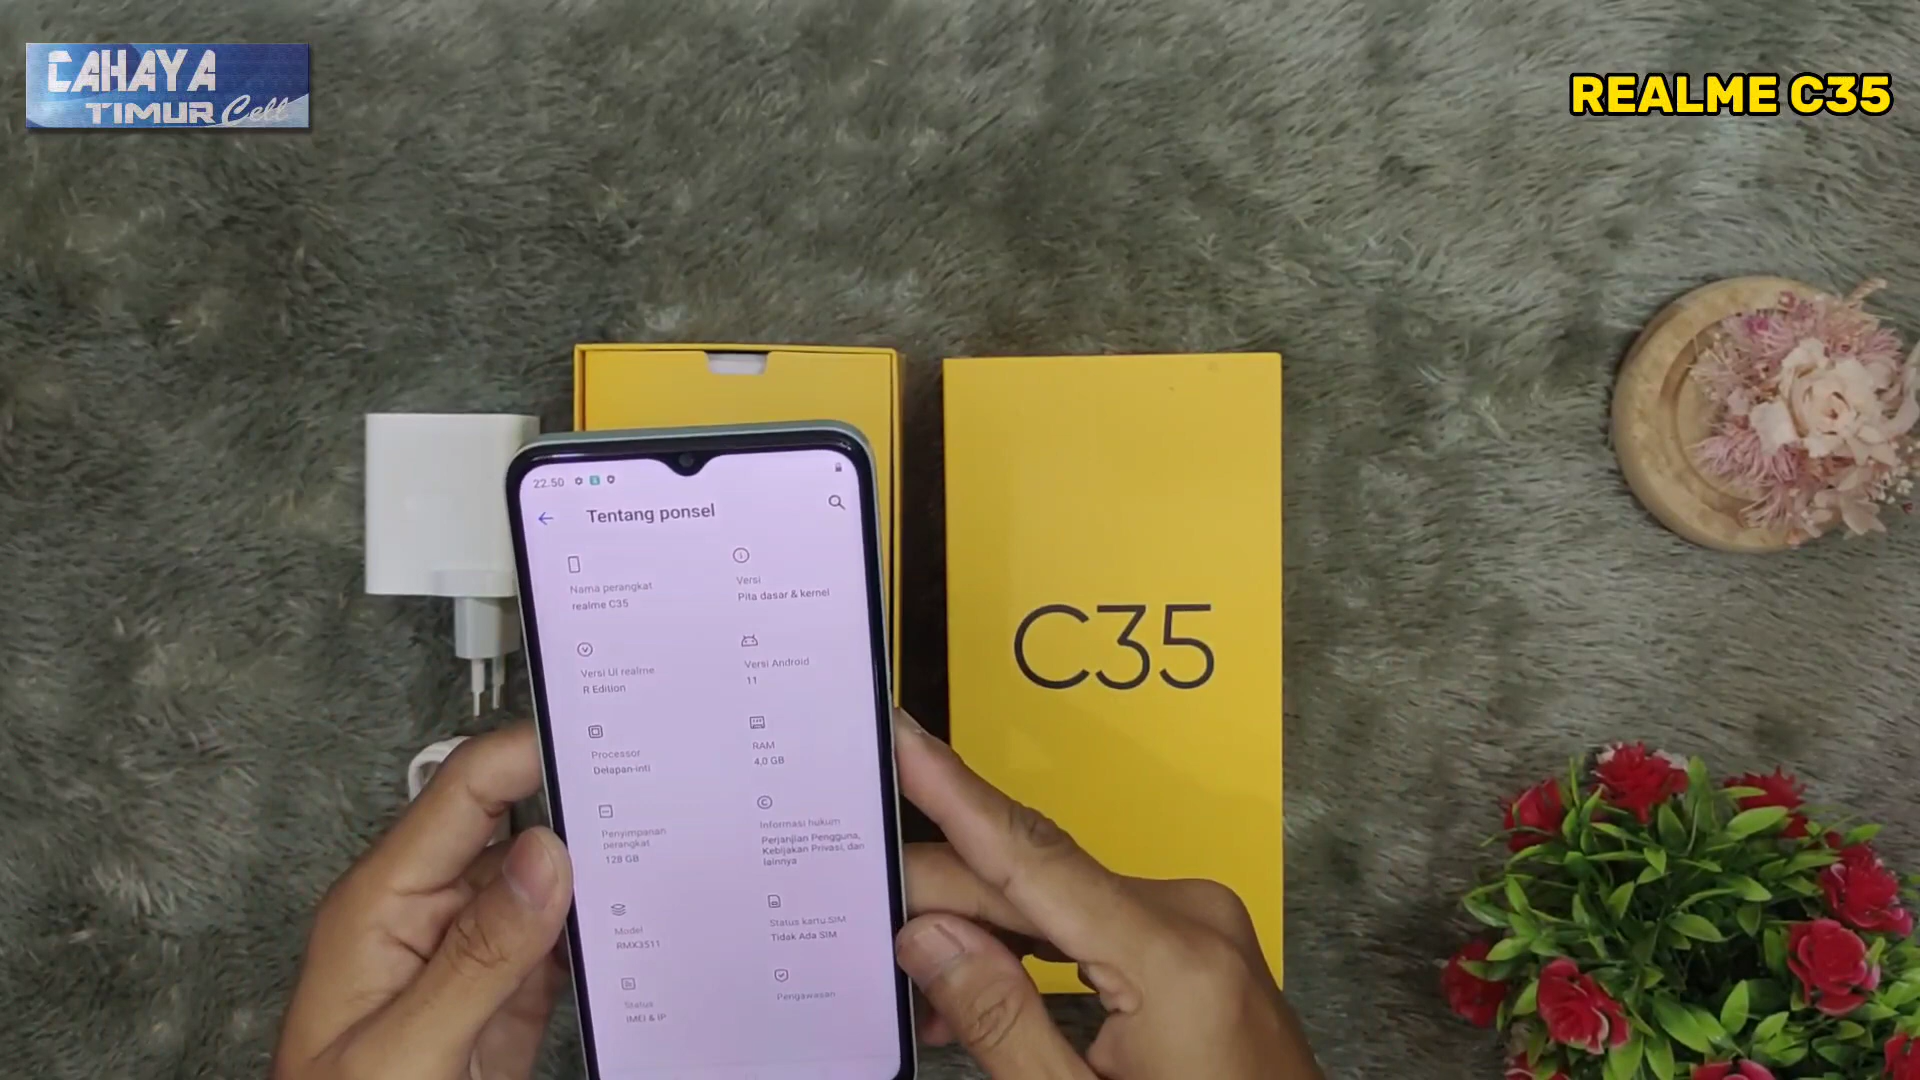 CAHAYA
TIMUR Cell
REALME C35
22.50
Tentang ponsel
Nama perangkat
realme C35
Versi
Pita dasar & kernel
Versi UI realme
R Edition
Versi Android
11
Processor
Delapan-inti
RAM
4,0 GB
Penyimpanan
perangkat
128 GB
Informasi hukum
Perjanjian Pengguna,
Kebijakan Privasi, dan
lainnya
Model
RMX3511
Status kartu SIM
Tidak Ada SIM
Status
IMEI & IP
Pengawasan
C35